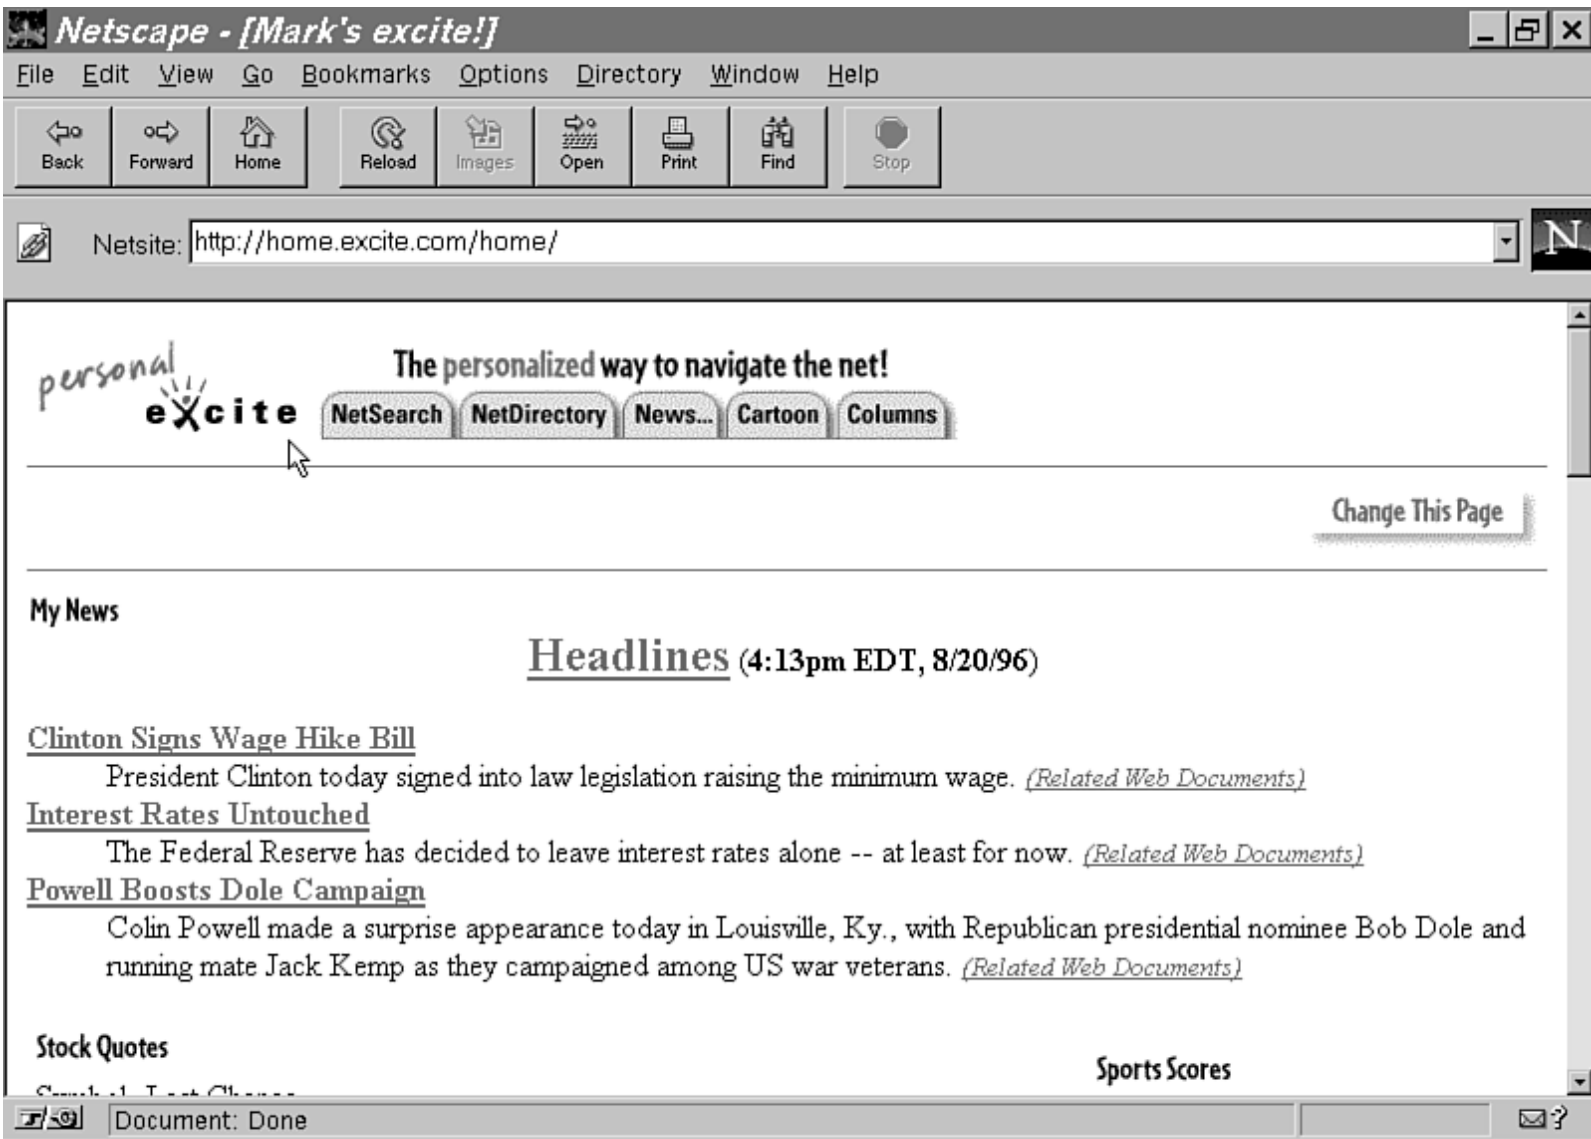 Netscape - [Mark's excite!]
File Edit View Go Bookmarks Options Directory Window Help
Back Forward Home Reload Images Open Print Find Stop
Netsite: http://home.excite.com/home/
N
personal
excite
The personalized way to navigate the net!
NetSearch NetDirectory News... Cartoon Columns
Change This Page
My News
Headlines (4:13pm EDT, 8/20/96)
Clinton Signs Wage Hike Bill
President Clinton today signed into law legislation raising the minimum wage. (Related Web Documents)
Interest Rates Untouched
The Federal Reserve has decided to leave interest rates alone -- at least for now. (Related Web Documents)
Powell Boosts Dole Campaign
Colin Powell made a surprise appearance today in Louisville, Ky., with Republican presidential nominee Bob Dole and
running mate Jack Kemp as they campaigned among US war veterans. (Related Web Documents)
Stock Quotes
Sports Scores
Symbol Last Change
Document: Done
?